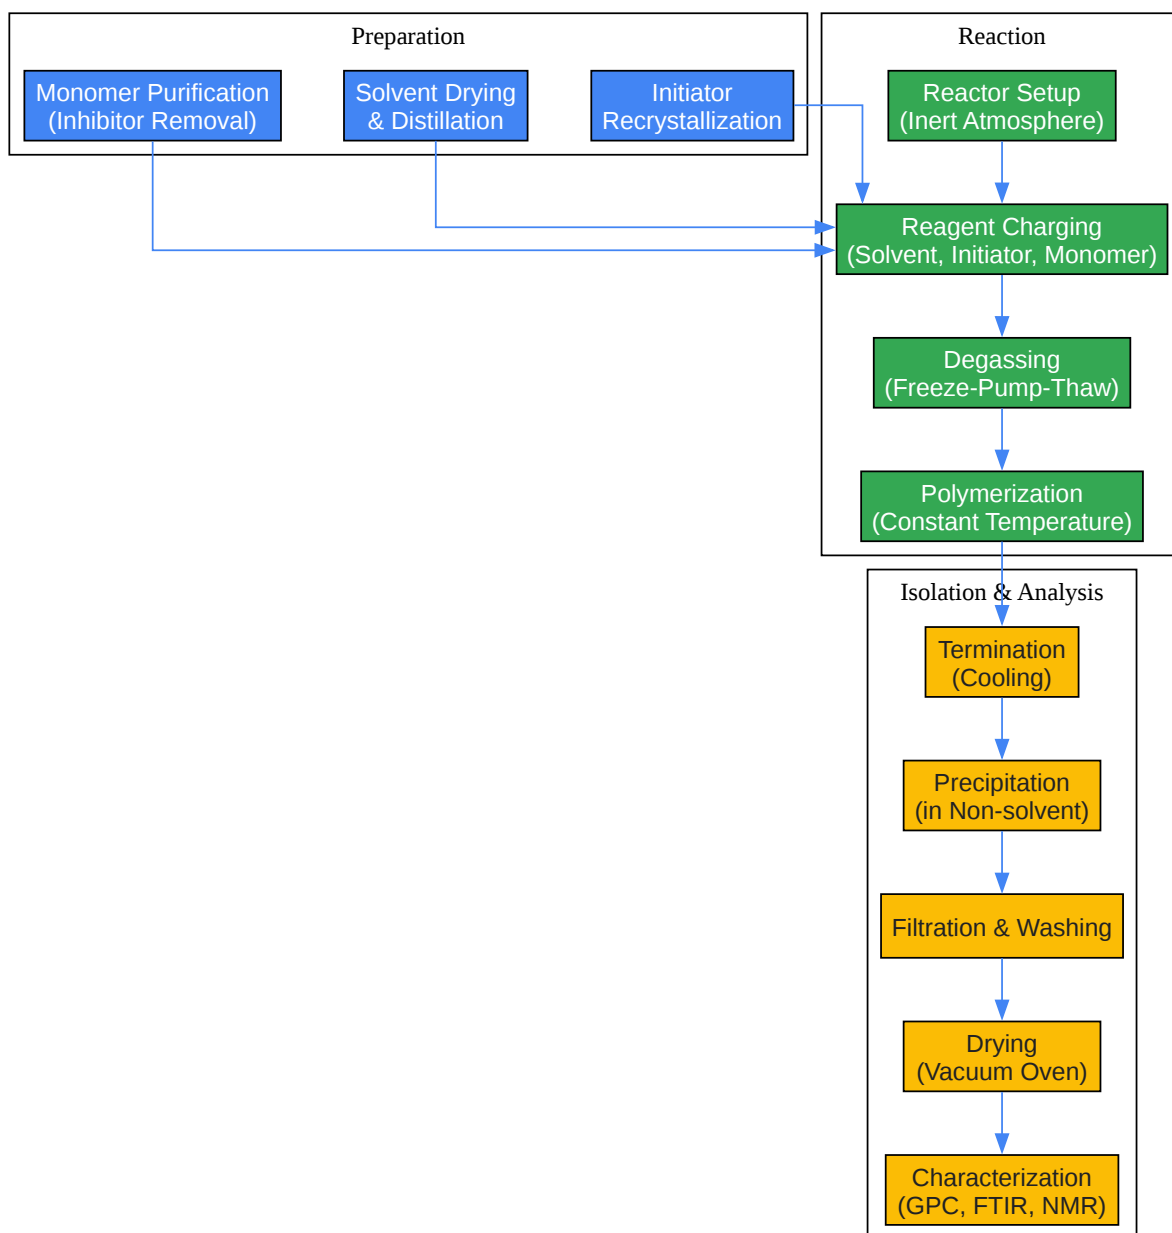 Preparation
Monomer Purification
(Inhibitor Removal)
Solvent Drying
& Distillation
Initiator
Recrystallization
Reaction
Reactor Setup
(Inert Atmosphere)
Reagent Charging
(Solvent, Initiator, Monomer)
Degassing
(Freeze-Pump-Thaw)
Polymerization
(Constant Temperature)
Isolation & Analysis
Termination
(Cooling)
Precipitation
(in Non-solvent)
Filtration & Washing
Drying
(Vacuum Oven)
Characterization
(GPC, FTIR, NMR)